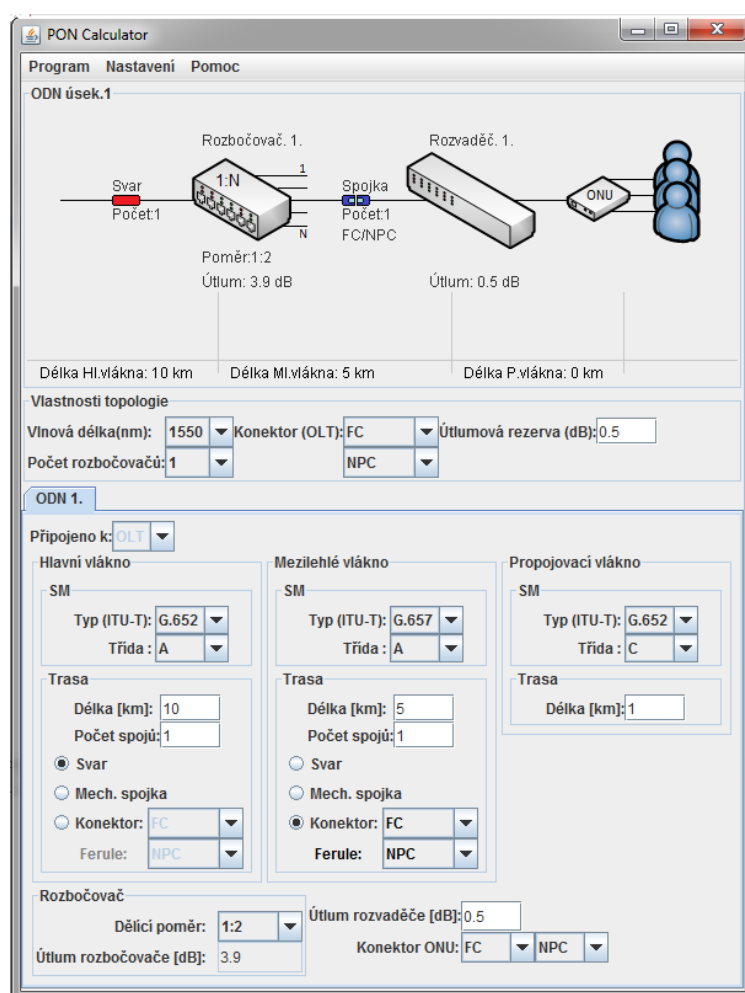 PON Calculator
Program Nastavení Pomoc
ODN úsek.1
Rozbočovač. 1. Rozvaděč. 1.
1:N 1
Svar Spojka ONU
Počet:1 Počet:1
N FC/NPC
Poměr:1:2
Útlum: 3.9 dB Útlum: 0.5 dB
Délka Hl.vlákna: 10 km Délka Ml.vlákna: 5 km Délka P.vlákna: 0 km
Vlastnosti topologie
Vlnová délka(nm): 1550 Konektor (OLT): FC Útlumová rezerva (dB): 0.5
Počet rozbočovačů: 1 NPC
ODN 1.
Připojeno k: OLT
Hlavní vlákno Mezilehlé vlákno Propojovací vlákno
SM SM SM
Typ (ITU-T): G.652 Typ (ITU-T): G.657 Typ (ITU-T): G.652
Třída : A Třída : A Třída : C
Trasa Trasa Trasa
Délka [km]: 10 Délka [km]: 5 Délka [km]: 1
Počet spojů: 1 Počet spojů: 1
Svar Svar
Mech. spojka Mech. spojka
Konektor: FC Konektor: FC
Ferule: NPC Ferule: NPC
Rozbočovač
Dělicí poměr: 1:2 Útlum rozvaděče [dB]: 0.5
Útlum rozbočovače [dB]: 3.9 Konektor ONU: FC NPC